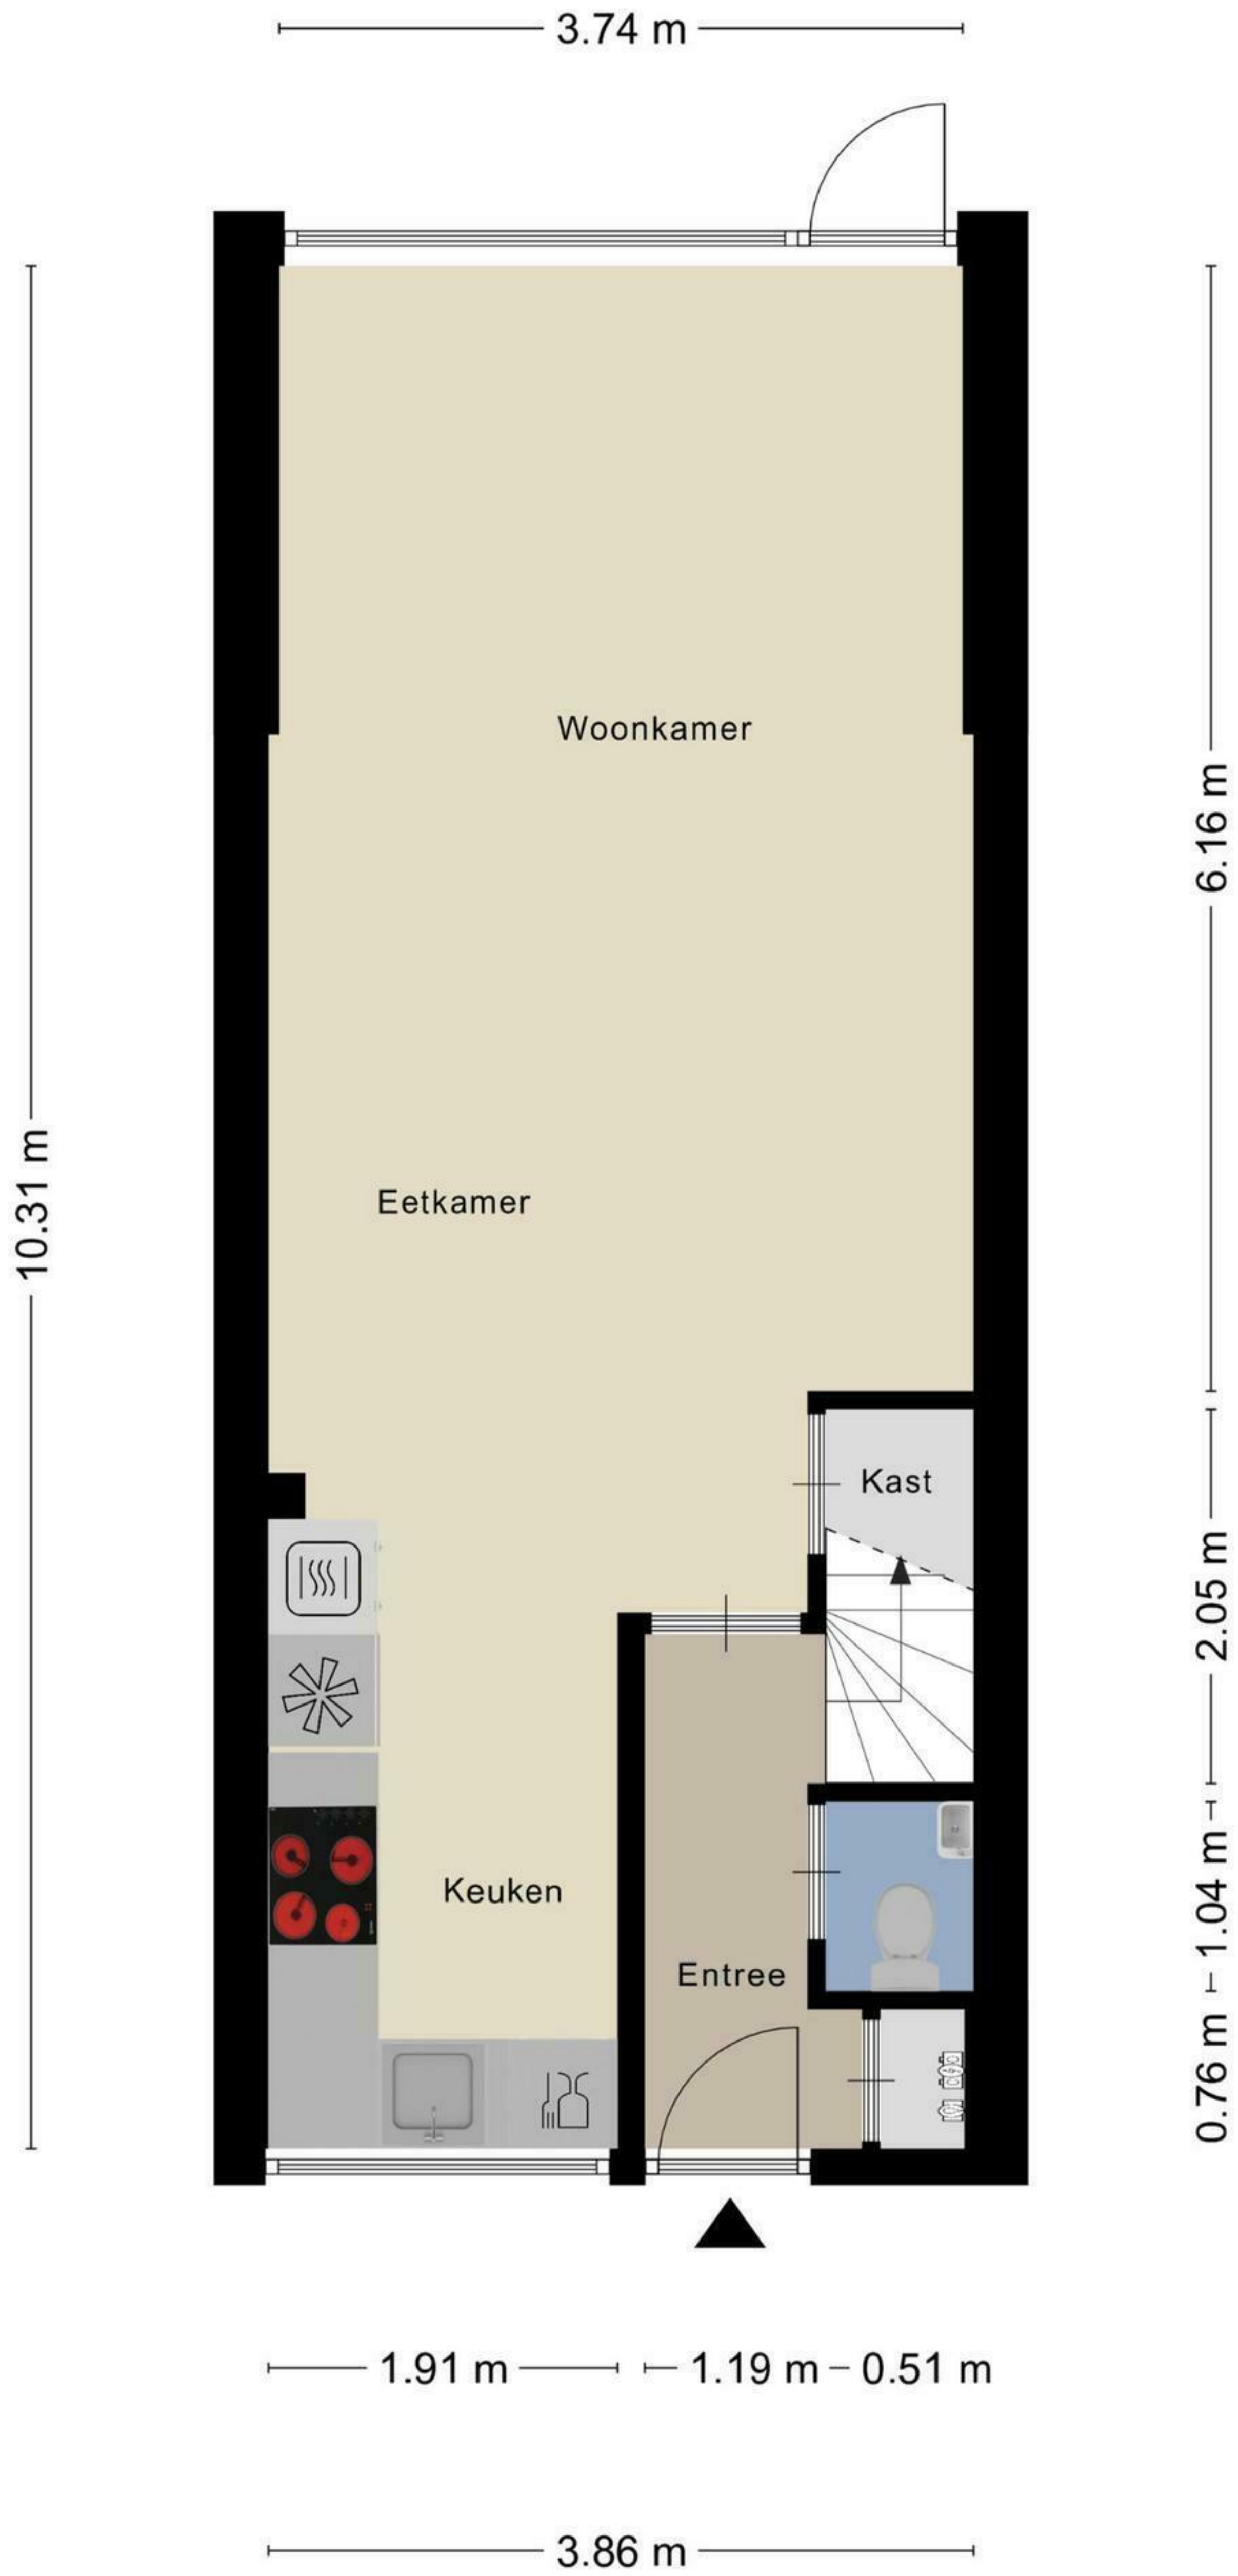 3.74 m
Woonkamer
6.16 m
10.31 m
Eetkamer
Kast
2.05 m
Keuken
1.04 m
Entree
0.76 m
1.91 m
1.19 m
0.51 m
3.86 m